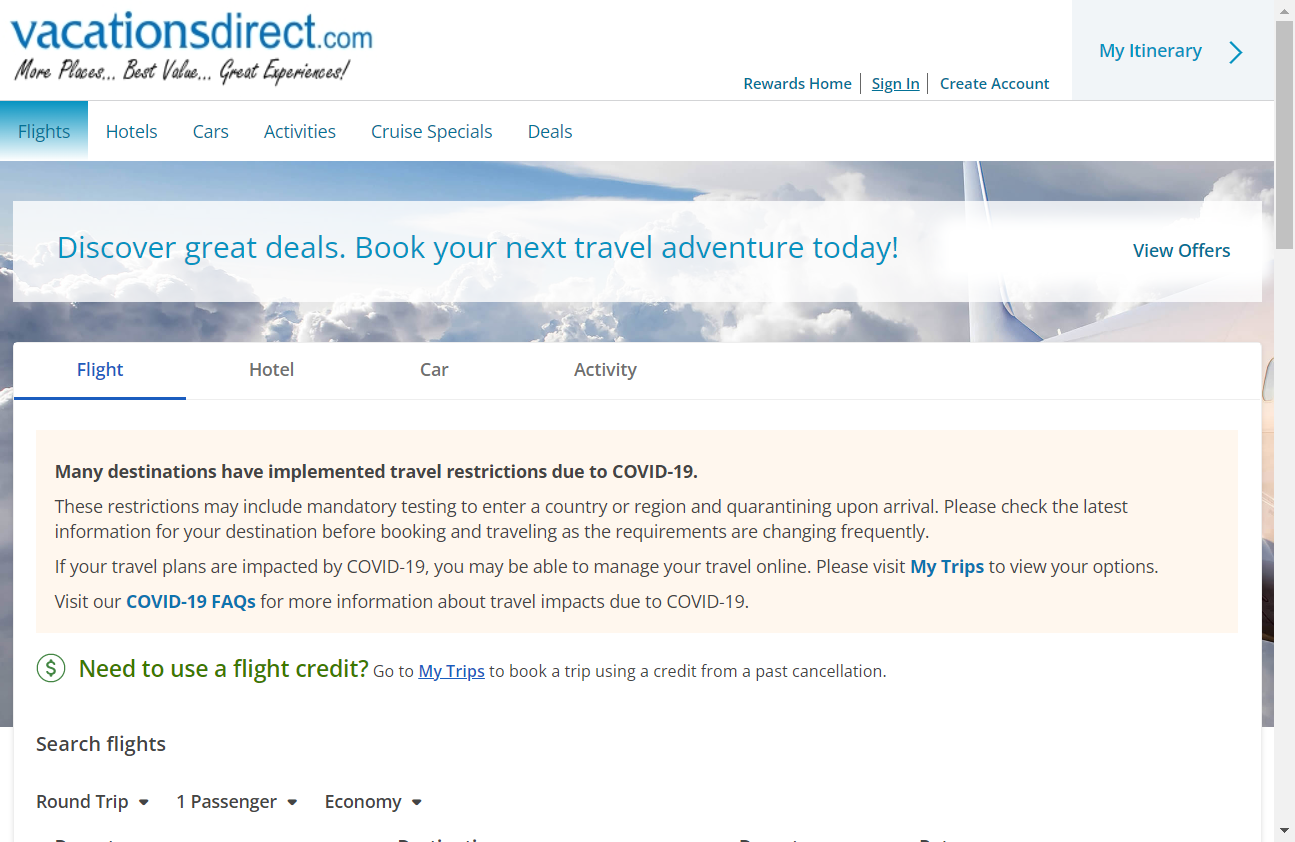 vacationsdirect.com
More Places... Best Value... Great Experiences!
Rewards Home
Sign In
Create Account
My Itinerary
Flights
Hotels
Cars
Activities
Cruise Specials
Deals
Discover great deals. Book your next travel adventure today!
View Offers
Flight
Hotel
Car
Activity
Many destinations have implemented travel restrictions due to COVID-19.
These restrictions may include mandatory testing to enter a country or region and quarantining upon arrival. Please check the latest
information for your destination before booking and traveling as the requirements are changing frequently.
If your travel plans are impacted by COVID-19, you may be able to manage your travel online. Please visit My Trips to view your options.
Visit our COVID-19 FAQs for more information about travel impacts due to COVID-19.
$ Need to use a flight credit? Go to My Trips to book a trip using a credit from a past cancellation.
Search flights
Round Trip
1 Passenger
Economy